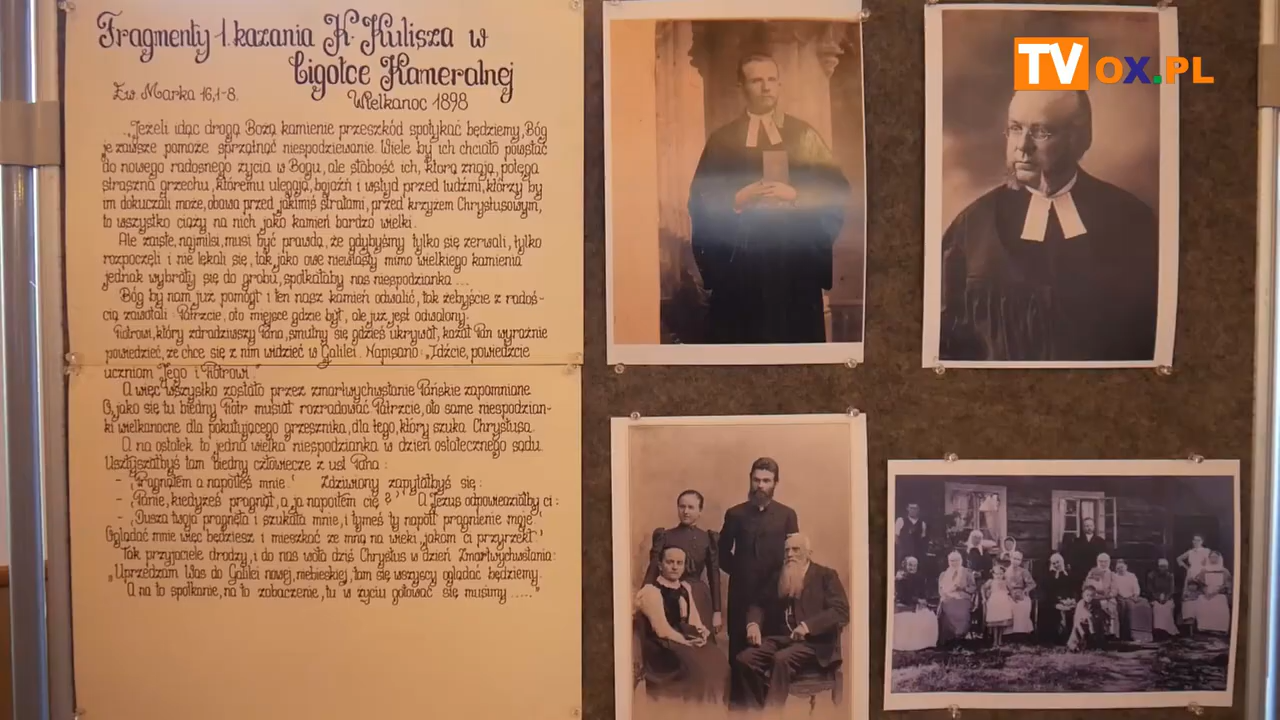 Fragmenty 1. kazania K. Kulisza w
Ligotce Kameralnej
Ew. Marka 16,1-8.
Wielkanoc 1898
„Jeżeli idąc drogą Bożą kamienie przeszkód spotykać będziemy, Bóg
je zawsze pomoże sprzątnąć niespodziewanie. Wiele by ich chciało powstać
do nowego radosnego życia w Bogu, ale słabość ich, którą znają, potęga
straszna grzechu, któremu ulegają, bojaźń i wstyd przed ludźmi, którzy by
im dokuczali może, obawa przed jakimiś stratami, przed krzyżem Chrystusowym,
to wszystko ciąży na nich jako kamień bardzo wielki.
Ale zaiste, najmilsi, musi być prawdą, że gdybyśmy tylko się zerwali, tylko
rozpoczęli i nie lękali się, tak jako owe niewiasty mimo wielkiego kamienia
jednak wybrały się do grobu, spotkałaby nas niespodzianka...
Bóg by nam już pomógł i ten nasz kamień odwalić, tak żebyście z rados-
cią zawołali: Patrzcie, oto miejsce gdzie był, ale już jest odwalony.
Piotrowi, który zdradziwszy Pana, smutny się gdzieś ukrywał, kazał Pan wyraźnie
powiedzieć, że chce się z nim widzieć w Galilei. Napisano: „Idźcie, powiedzcie
uczniom Jego i Piotrowi."
A więc wszystko zostało przez zmartwychwstanie Pańskie zapomniane
O, jako się tu biedny Piotr musiał rozradować Patrzcie, oto same niespodzian-
ki wielkanocne dla pokutującego grzesznika, dla tego, który szuka Chrystusa.
A na ostatek to jedna wielka niespodzianka w dzień ostatecznego sądu.
Usłyszałbyś tam biedny człowiecze z ust Pana:
- „Pragnąłem a napoiłeś mnie." Zdziwiony zapytałbyś się:
- „Panie, kiedyżeś pragnął, a ja napoiłem cię?" A Jezus odpowiedziałby ci:
- „Dusza twoja pragnęła i szukała mnie, i tymeś ty napoił pragnienie moje.
Oglądać mnie więc będziesz i mieszkać ze mną na wieki, jakom ci przyrzekł."
Tak przyjaciele drodzy, i do nas woła dziś Chrystus w dzień Zmartwychwstania:
„Uprzedzam Was do Galilei nowej, niebieskiej, tam się wszyscy oglądać będziemy.
A na to spotkanie, na to zobaczenie, tu w życiu gotować się musimy....."
TVOX.PL